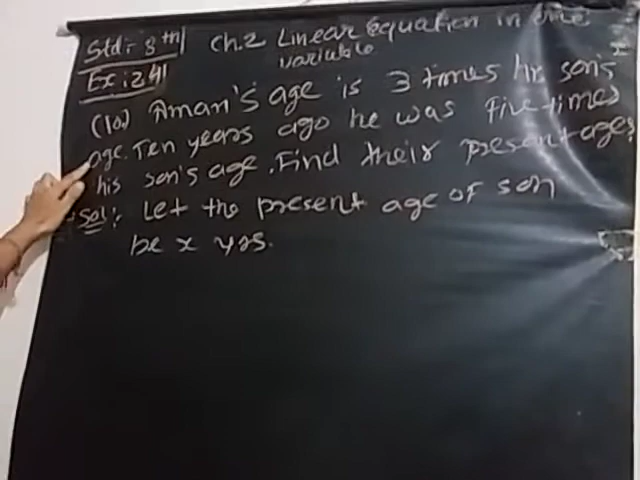 Std:- 8th Ch.2 Linear Equation in one
variable
Ex: 2.4
(10) Aman's age is 3 times his son's
age. Ten years ago he was five times
his son's age. Find their present ages.
Sol: Let the present age of son
be x yrs.